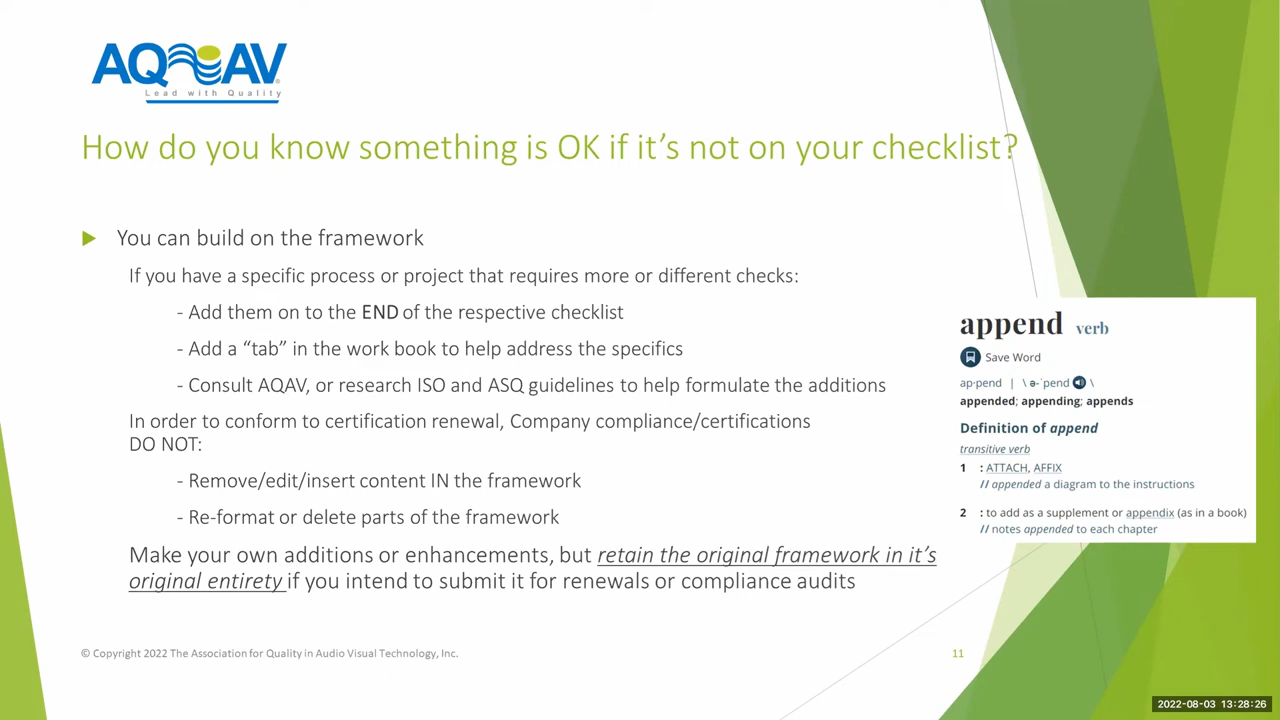 AQAV
Lead with Quality
How do you know something is OK if it's not on your checklist?
You can build on the framework
If you have a specific process or project that requires more or different checks:
- Add them on to the END of the respective checklist
- Add a “tab” in the work book to help address the specifics
- Consult AQAV, or research ISO and ASQ guidelines to help formulate the additions
In order to conform to certification renewal, Company compliance/certifications
DO NOT:
- Remove/edit/insert content IN the framework
- Re-format or delete parts of the framework
Make your own additions or enhancements, but retain the original framework in it's
original entirety if you intend to submit it for renewals or compliance audits
append verb
Save Word
ap·pend | \ ə-ˈpend \
appended; appending; appends
Definition of append
transitive verb
1 : ATTACH, AFFIX
// appended a diagram to the instructions
2 : to add as a supplement or appendix (as in a book)
// notes appended to each chapter
© Copyright 2022 The Association for Quality in Audio Visual Technology, Inc.
11
2022-08-03 13:28:26